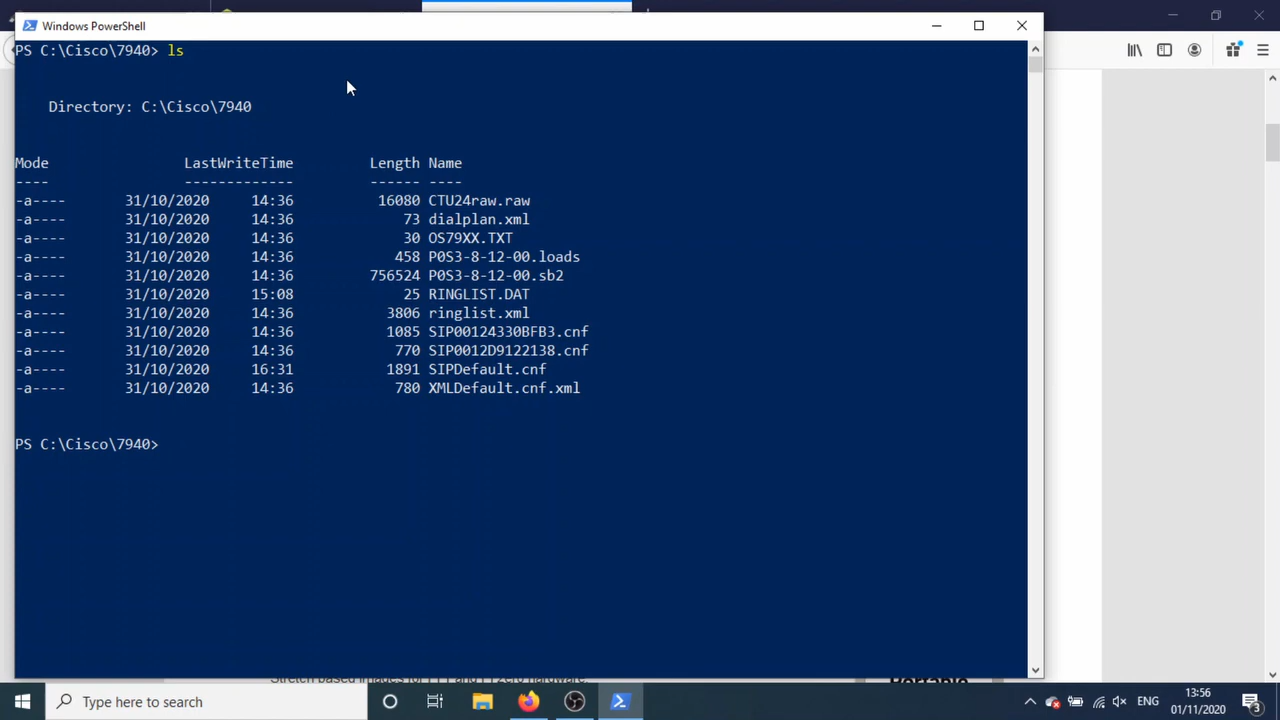 Windows PowerShell
PS C:\Cisco\7940> ls
Directory: C:\Cisco\7940
Mode LastWriteTime Length Name
---- ------------- ------ ----
-a---- 31/10/2020 14:36 16080 CTU24raw.raw
-a---- 31/10/2020 14:36 73 dialplan.xml
-a---- 31/10/2020 14:36 30 OS79XX.TXT
-a---- 31/10/2020 14:36 458 P0S3-8-12-00.loads
-a---- 31/10/2020 14:36 756524 P0S3-8-12-00.sb2
-a---- 31/10/2020 15:08 25 RINGLIST.DAT
-a---- 31/10/2020 14:36 3806 ringlist.xml
-a---- 31/10/2020 14:36 1085 SIP00124330BFB3.cnf
-a---- 31/10/2020 14:36 770 SIP0012D9122138.cnf
-a---- 31/10/2020 16:31 1891 SIPDefault.cnf
-a---- 31/10/2020 14:36 780 XMLDefault.cnf.xml
PS C:\Cisco\7940>
Type here to search
ENG
13:56
01/11/2020
3